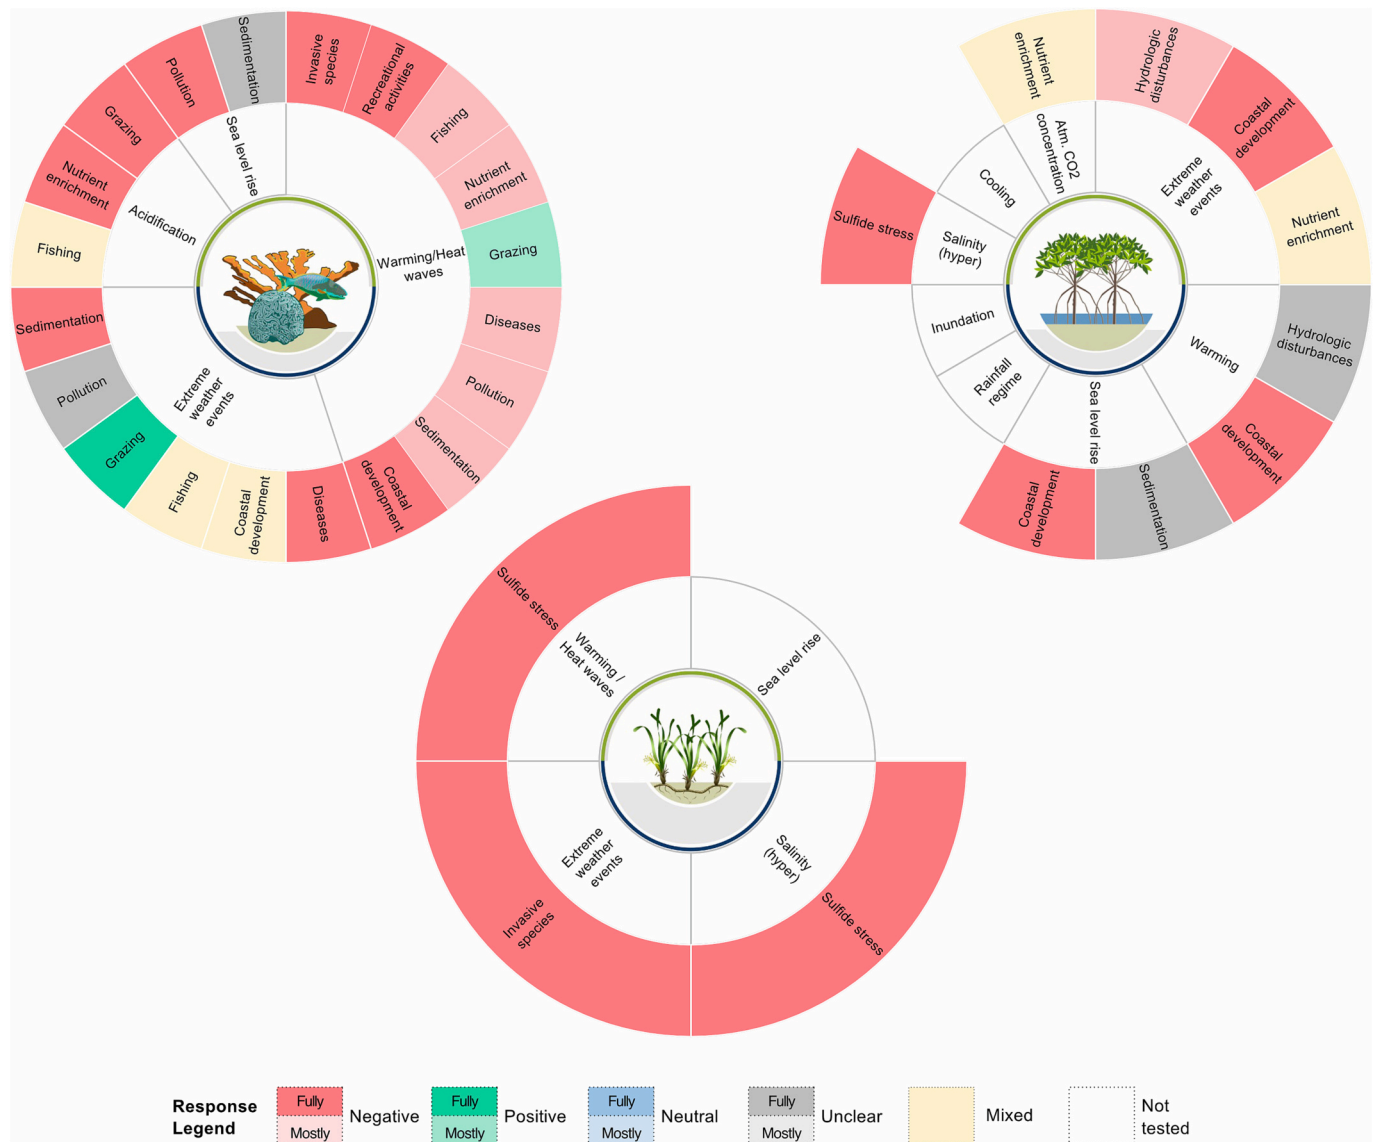 Sedimentation
Invasive
species
Recreational
activities
Fishing
Nutrient
enrichment
Grazing
Diseases
Pollution
Sedimentation
Coastal
development
Diseases
Coastal
development
Fishing
Grazing
Pollution
Sedimentation
Fishing
Nutrient
enrichment
Grazing
Pollution
Sea level rise
Acidification
Warming/Heat
waves
Extreme
weather
events
Nutrient
enrichment
Hydrologic
disturbances
Coastal
development
Nutrient
enrichment
Hydrologic
disturbances
Coastal
development
Sedimentation
Coastal
development
Sulfide stress
Atm. CO2
concentration
Cooling
Salinity
(hyper)
Inundation
Rainfall
regime
Sea level rise
Warming
Extreme
weather
events
Sulfide stress
Warming /
Heat waves
Sea level rise
Extreme
weather
events
Salinity
(hyper)
Invasive
species
Sulfide stress
Response
Legend
Fully
Mostly
Negative
Fully
Mostly
Positive
Fully
Mostly
Neutral
Fully
Mostly
Unclear
Mixed
Not
tested